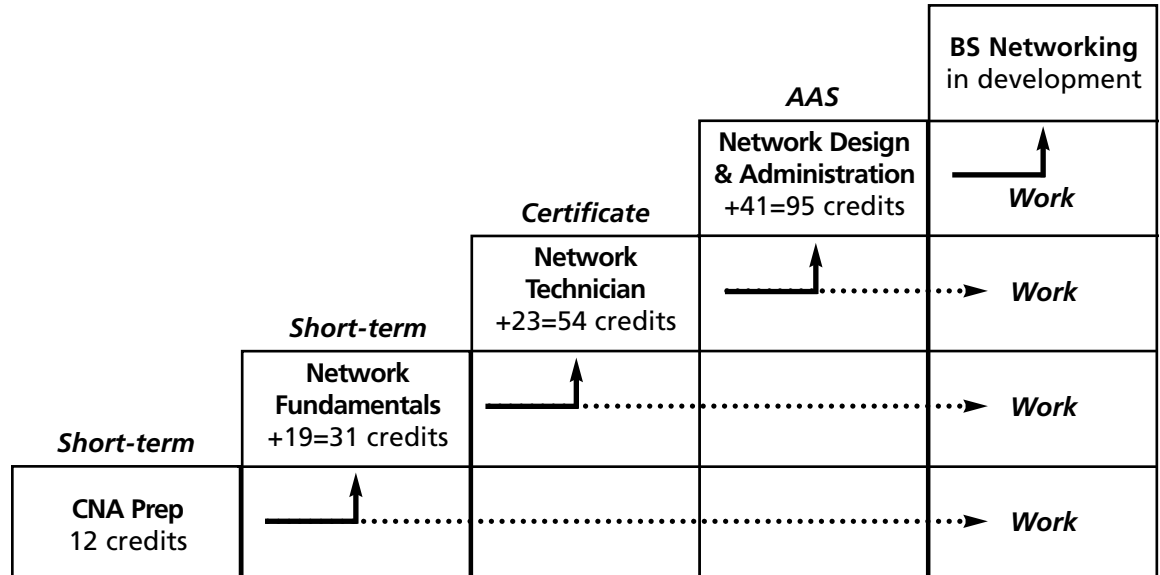 BS Networking
in development
AAS
Network Design
& Administration
+41=95 credits
Work
Certificate
Network
Technician
+23=54 credits
Work
Short-term
Network
Fundamentals
+19=31 credits
Work
Short-term
CNA Prep
12 credits
Work